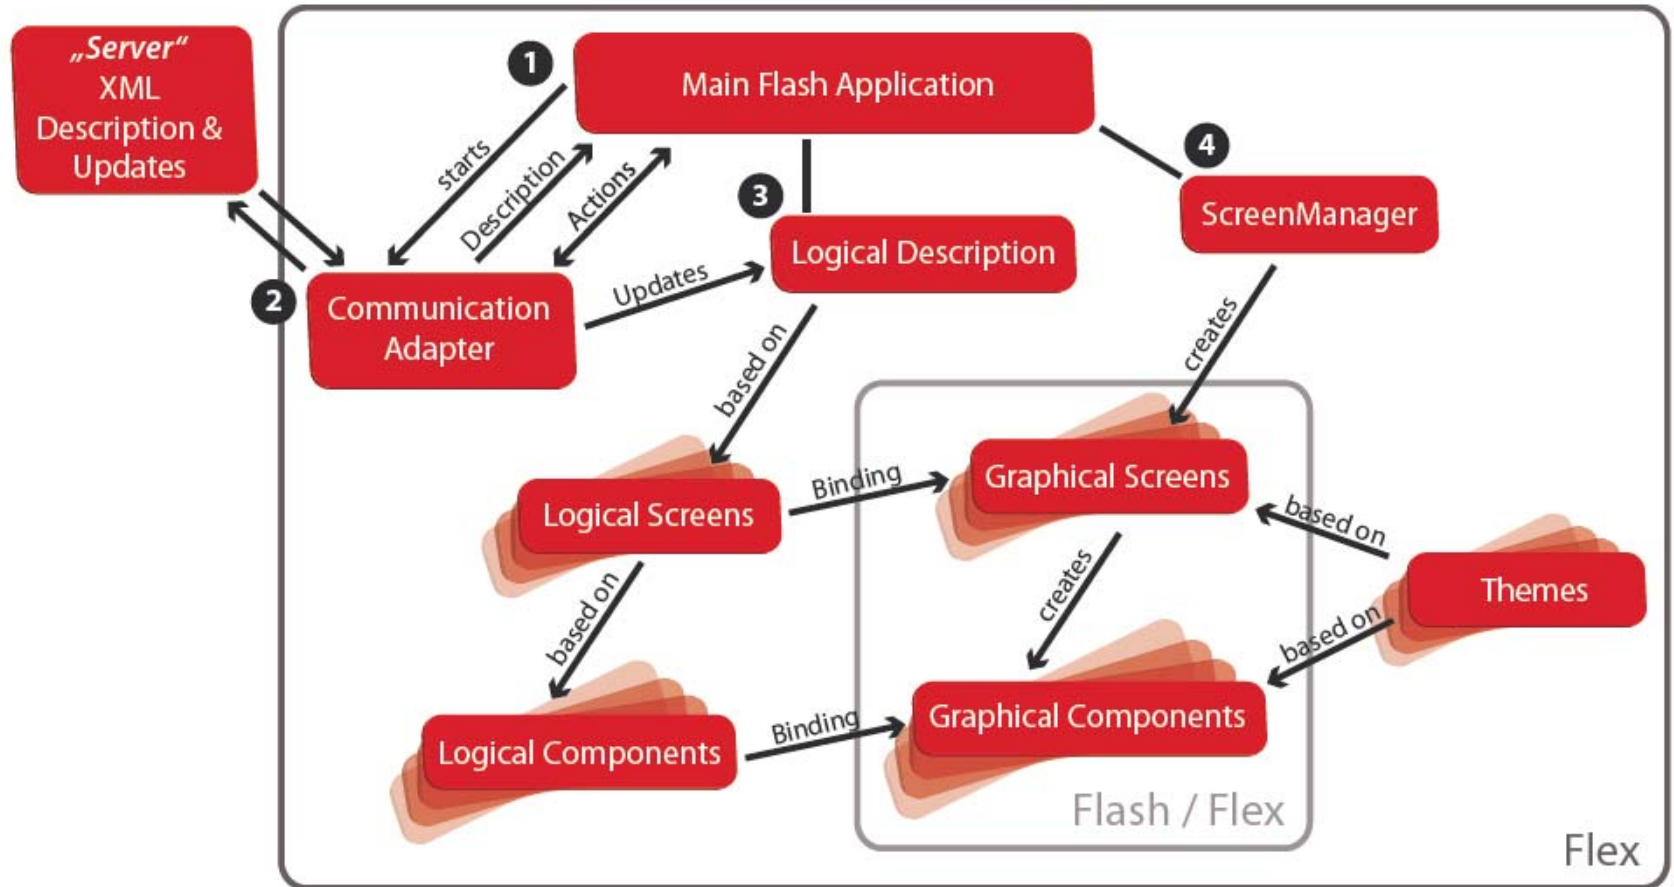 „Server“
XML
Description &
Updates
1
Main Flash Application
starts
Description
Actions
4
ScreenManager
3
Logical Description
2
Communication
Adapter
Updates
based on
creates
Logical Screens
Binding
Graphical Screens
based on
creates
Themes
based on
based on
Logical Components
Binding
Graphical Components
Flash / Flex
Flex